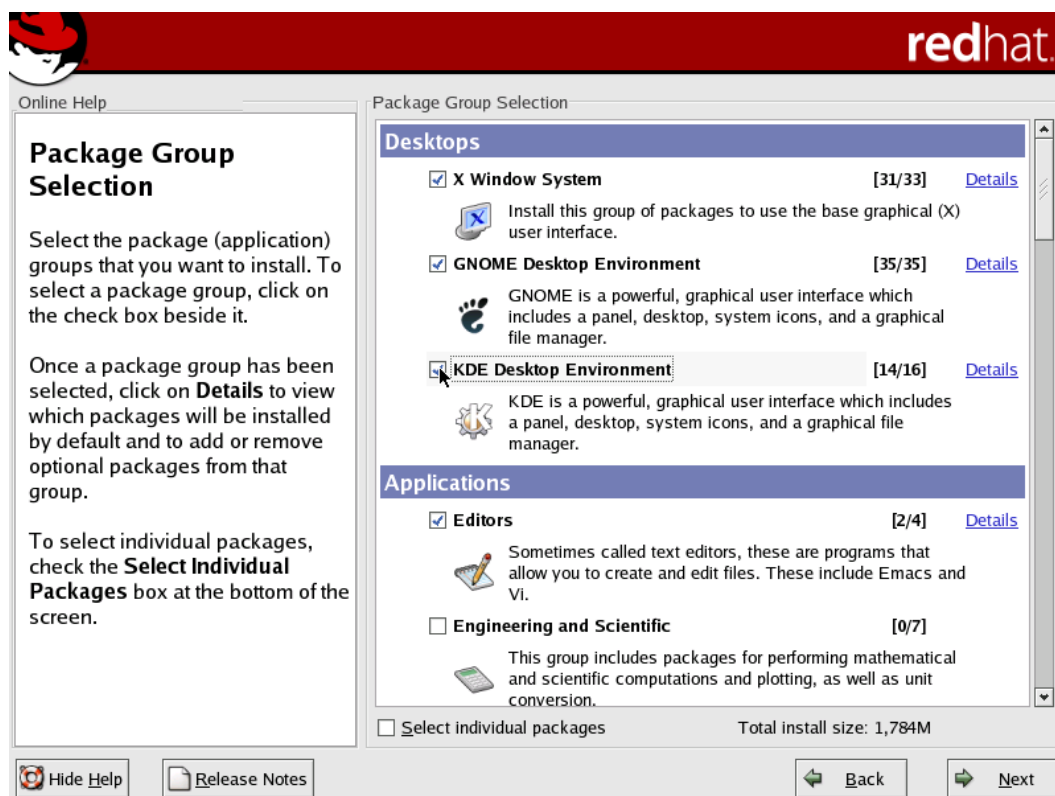 redhat.
Online Help
Package Group
Selection
Select the package (application)
groups that you want to install. To
select a package group, click on
the check box beside it.
Once a package group has been
selected, click on Details to view
which packages will be installed
by default and to add or remove
optional packages from that
group.
To select individual packages,
check the Select Individual
Packages box at the bottom of the
screen.
Package Group Selection
Desktops
X Window System [31/33] Details
Install this group of packages to use the base graphical (X)
user interface.
GNOME Desktop Environment [35/35] Details
GNOME is a powerful, graphical user interface which
includes a panel, desktop, system icons, and a graphical
file manager.
KDE Desktop Environment [14/16] Details
KDE is a powerful, graphical user interface which includes
a panel, desktop, system icons, and a graphical file
manager.
Applications
Editors [2/4] Details
Sometimes called text editors, these are programs that
allow you to create and edit files. These include Emacs and
Vi.
Engineering and Scientific [0/7]
This group includes packages for performing mathematical
and scientific computations and plotting, as well as unit
conversion.
Select individual packages Total install size: 1,784M
Hide Help Release Notes Back Next